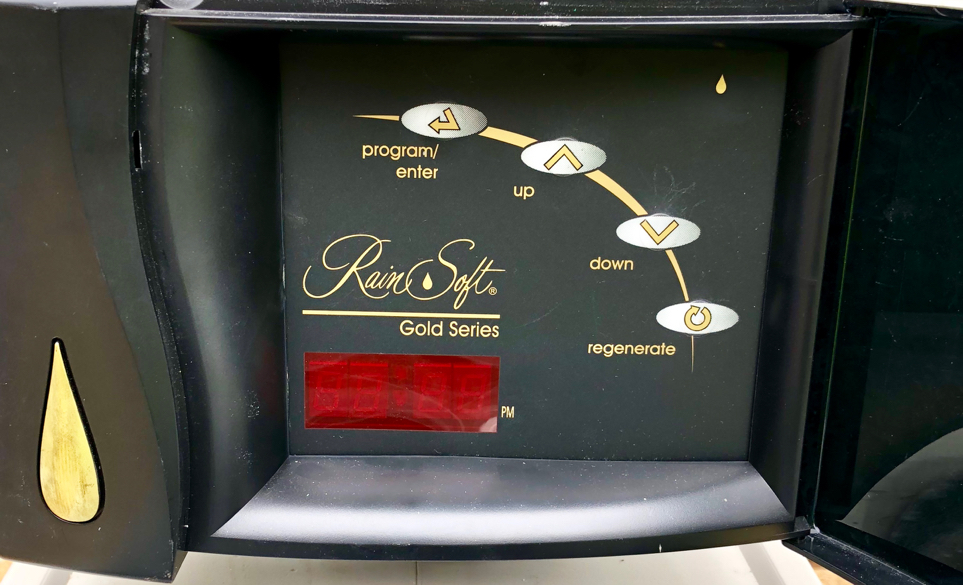 program/
enter
up
down
RainSoft®
Gold Series
regenerate
PM